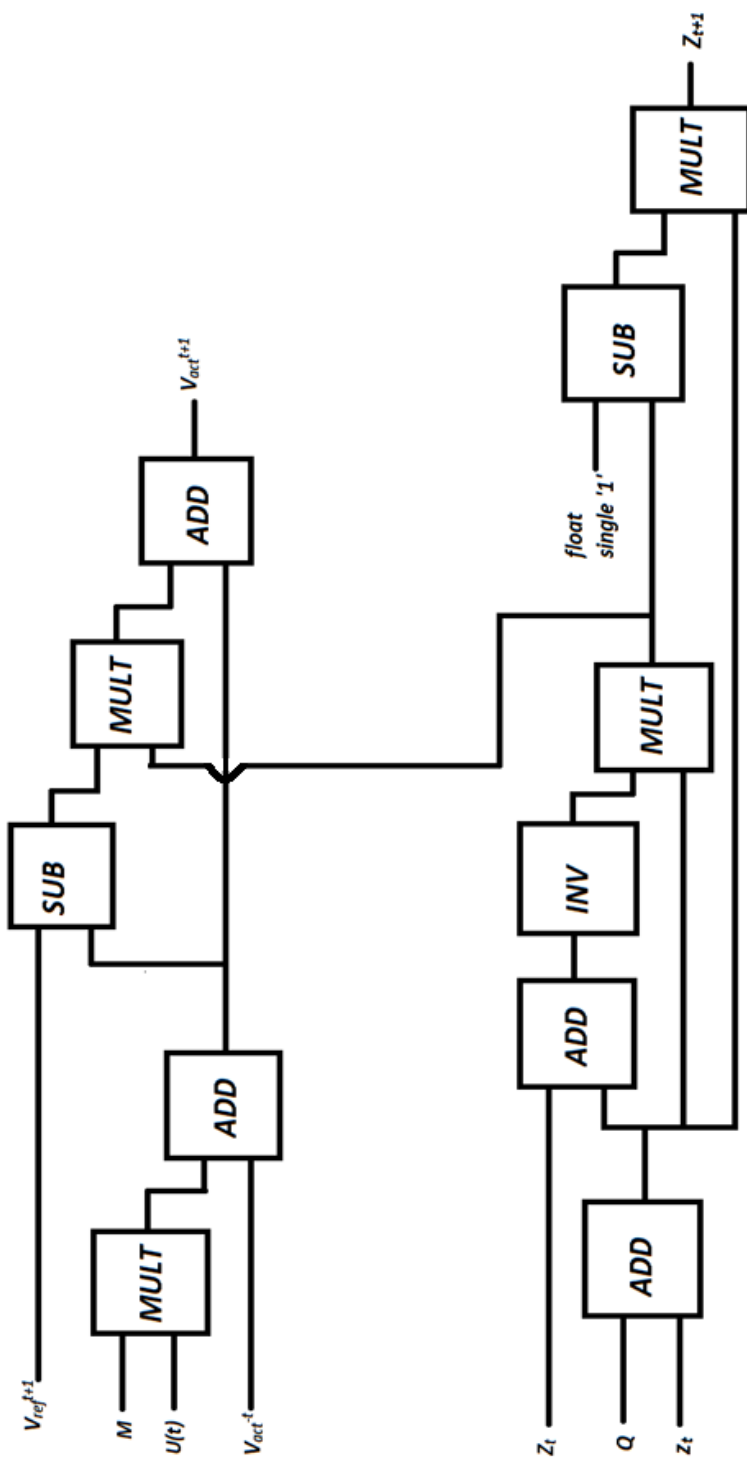 V_ref^t+1
M
U(t)
V_act^-t
MULT
ADD
SUB
MULT
ADD
V_act^t+1
Z_t
Q
Z_t
ADD
ADD
INV
MULT
float
single '1'
SUB
MULT
Z_t+1